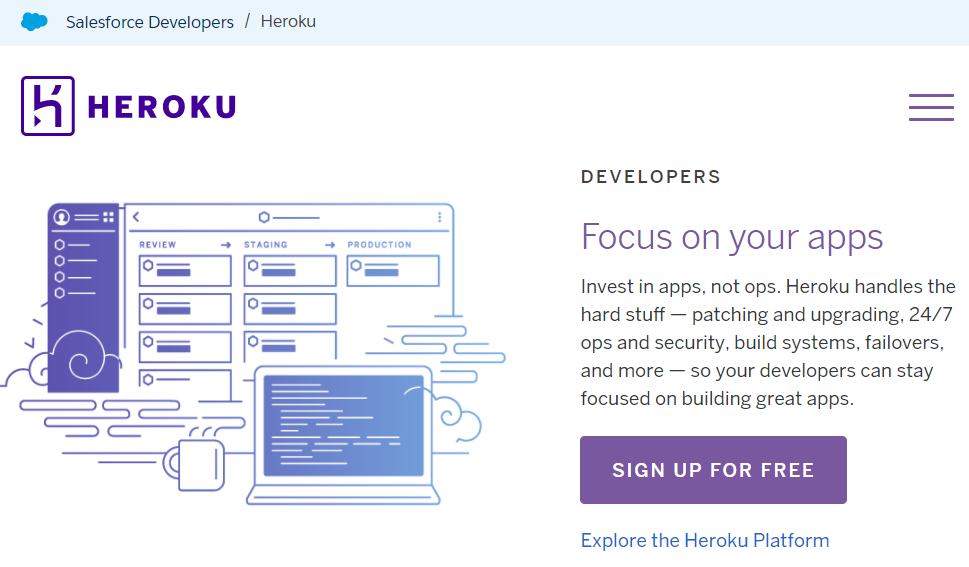 Salesforce Developers / Heroku
HEROKU
REVIEW → STAGING → PRODUCTION
DEVELOPERS
Focus on your apps
Invest in apps, not ops. Heroku handles the
hard stuff — patching and upgrading, 24/7
ops and security, build systems, failovers,
and more — so your developers can stay
focused on building great apps.
SIGN UP FOR FREE
Explore the Heroku Platform